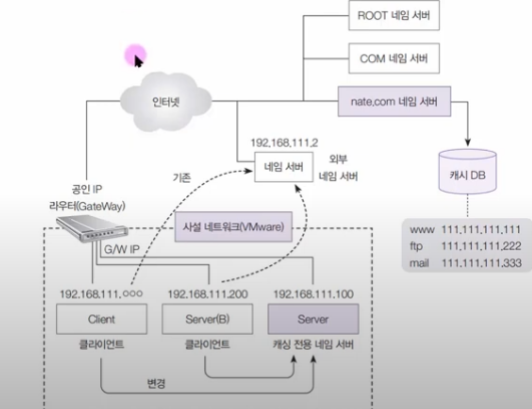 ROOT 네임 서버
COM 네임 서버
인터넷
nate.com 네임 서버
192.168.111.2
네임 서버
외부
네임 서버
기존
캐시 DB
공인 IP
라우터(GateWay)
사설 네트워크(VMware)
www 111.111.111.111
ftp 111.111.111.222
mail 111.111.111.333
G/W IP
192.168.111.○○○
192.168.111.200
192.168.111.100
Client
Server(B)
Server
클라이언트
클라이언트
캐싱 전용 네임 서버
변경